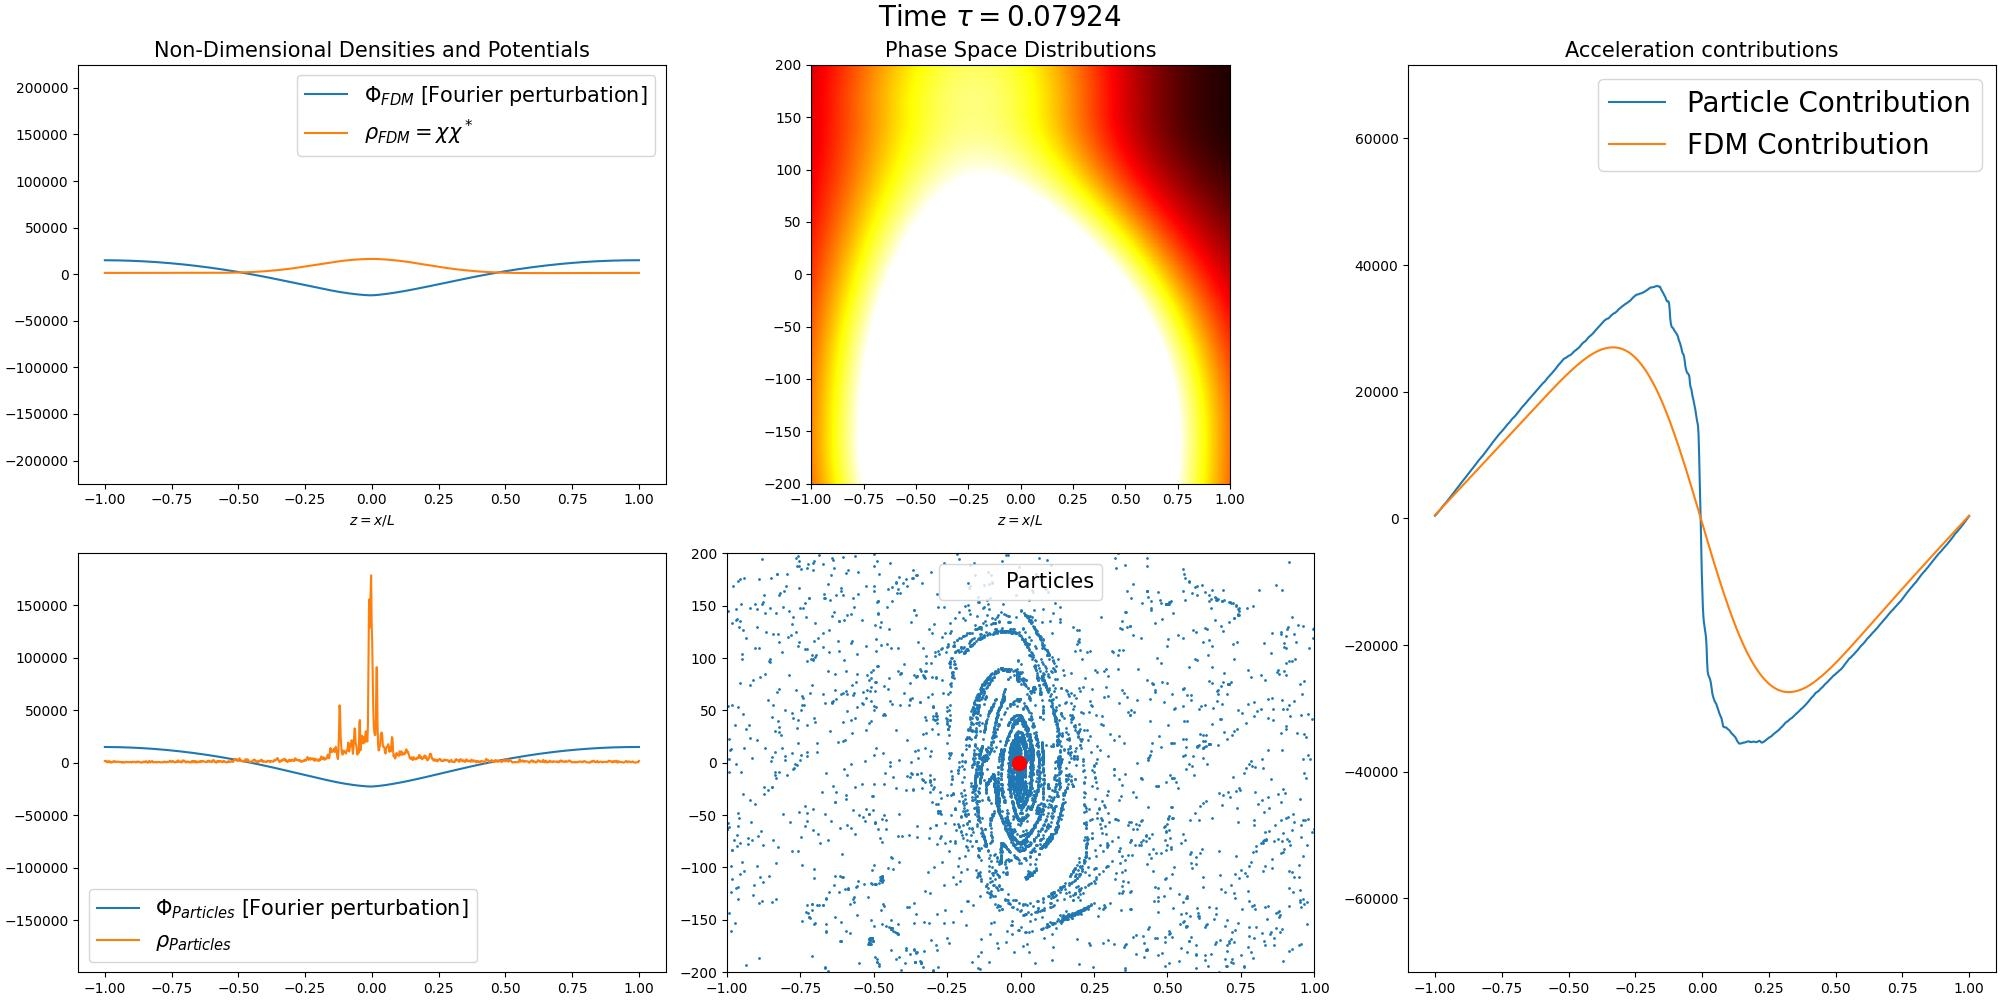 Time τ = 0.07924
Non-Dimensional Densities and Potentials
Φ_FDM [Fourier perturbation]
ρ_FDM = χχ*
200000
150000
100000
50000
0
−50000
−100000
−150000
−200000
−1.00 −0.75 −0.50 −0.25 0.00 0.25 0.50 0.75 1.00
z = x/L
Phase Space Distributions
200
150
100
50
0
−50
−100
−150
−200
−1.00 −0.75 −0.50 −0.25 0.00 0.25 0.50 0.75 1.00
z = x/L
Acceleration contributions
Particle Contribution
FDM Contribution
60000
40000
20000
0
−20000
−40000
−60000
−1.00 −0.75 −0.50 −0.25 0.00 0.25 0.50 0.75 1.00
150000
100000
50000
0
−50000
−100000
−150000
Φ_Particles [Fourier perturbation]
ρ_Particles
−1.00 −0.75 −0.50 −0.25 0.00 0.25 0.50 0.75 1.00
Particles
200
150
100
50
0
−50
−100
−150
−200
−1.00 −0.75 −0.50 −0.25 0.00 0.25 0.50 0.75 1.00